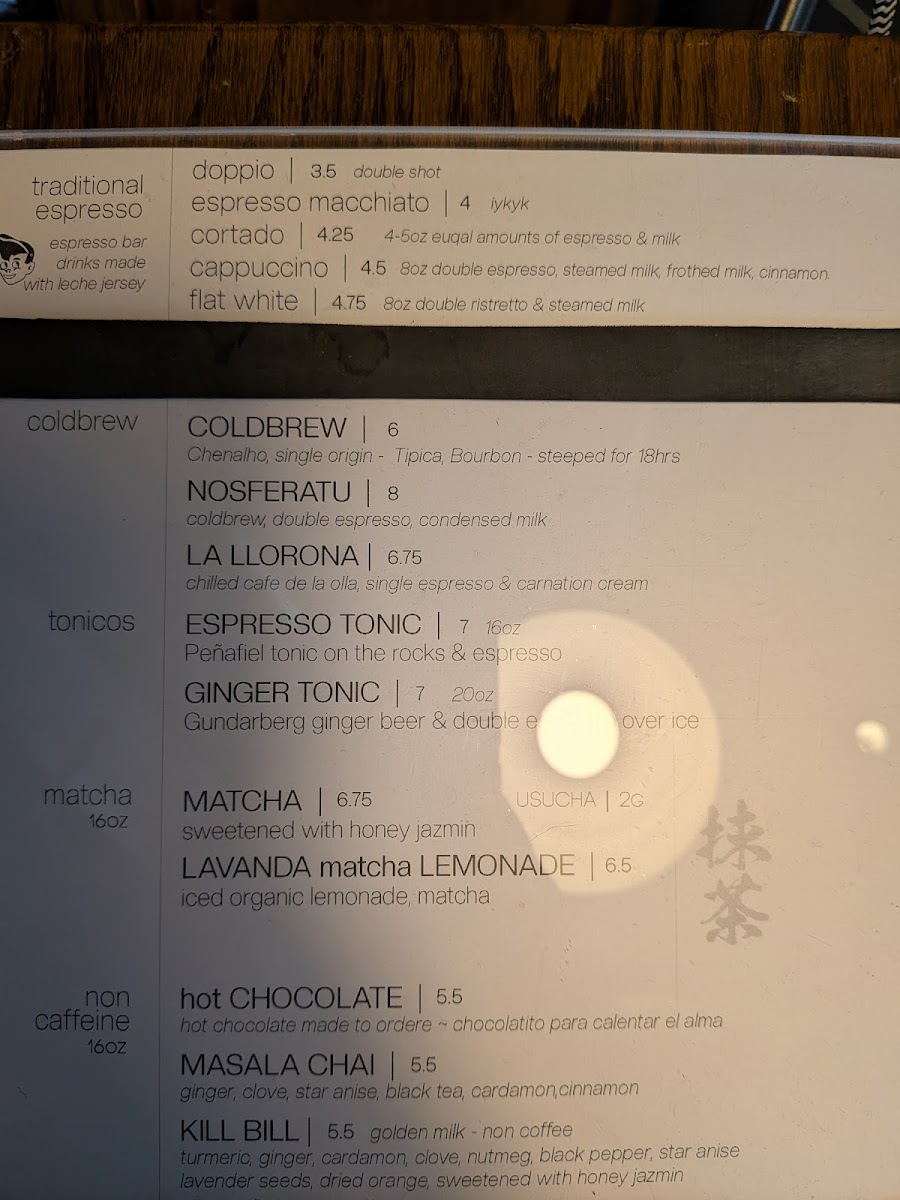 traditional
espresso
espresso bar
drinks made
with leche jersey
doppio | 3.5 double shot
espresso macchiato | 4 iykyk
cortado | 4.25 4-5oz euqal amounts of espresso & milk
cappuccino | 4.5 8oz double espresso, steamed milk, frothed milk, cinnamon
flat white | 4.75 8oz double ristretto & steamed milk
coldbrew
COLDBREW | 6
Chenalho, single origin - Tipica, Bourbon - steeped for 18hrs
NOSFERATU | 8
coldbrew, double espresso, condensed milk
LA LLORONA | 6.75
chilled cafe de la olla, single espresso & carnation cream
tonicos
ESPRESSO TONIC | 7 16oz
Peñafiel tonic on the rocks & espresso
GINGER TONIC | 7 20oz
Gundarberg ginger beer & double over ice
matcha
16oz
MATCHA | 6.75 USUCHA | 2G
sweetened with honey jazmin
LAVANDA matcha LEMONADE | 6.5
iced organic lemonade, matcha
抹
茶
non
caffeine
16oz
hot CHOCOLATE | 5.5
hot chocolate made to ordere ~ chocolatito para calentar el alma
MASALA CHAI | 5.5
ginger, clove, star anise, black tea, cardamon,cinnamon
KILL BILL | 5.5 golden milk - non coffee
turmeric, ginger, cardamon, clove, nutmeg, black pepper, star anise
lavender seeds, dried orange, sweetened with honey jazmin